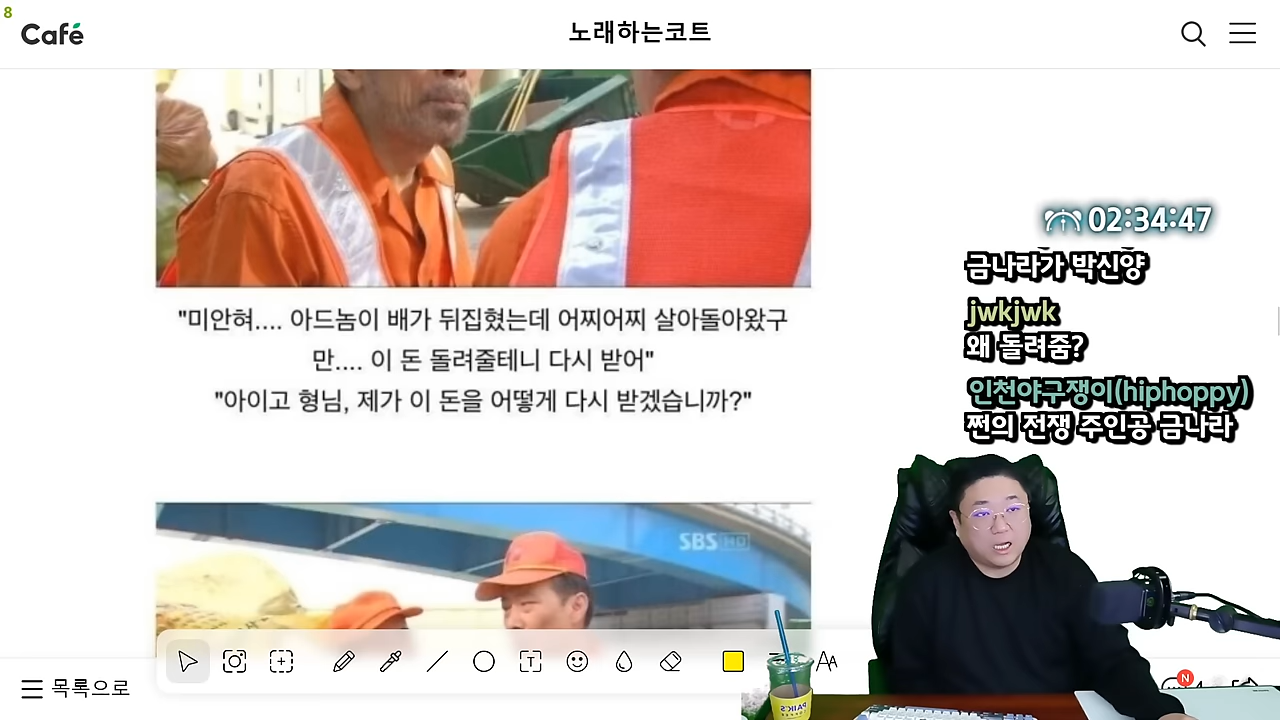 8
Café
노래하는코트
"미안혀.... 아드놈이 배가 뒤집혔는데 어찌어찌 살아돌아왔구
만.... 이 돈 돌려줄테니 다시 받어"
"아이고 형님, 제가 이 돈을 어떻게 다시 받겠습니까?"
SBS HD
02:34:47
금나라가 박신양
jwkjwk
왜 돌려줌?
인천야구쟁이(hiphoppy)
쩐의 전쟁 주인공 금나라
T
AA
목록으로
N
PAIK'S